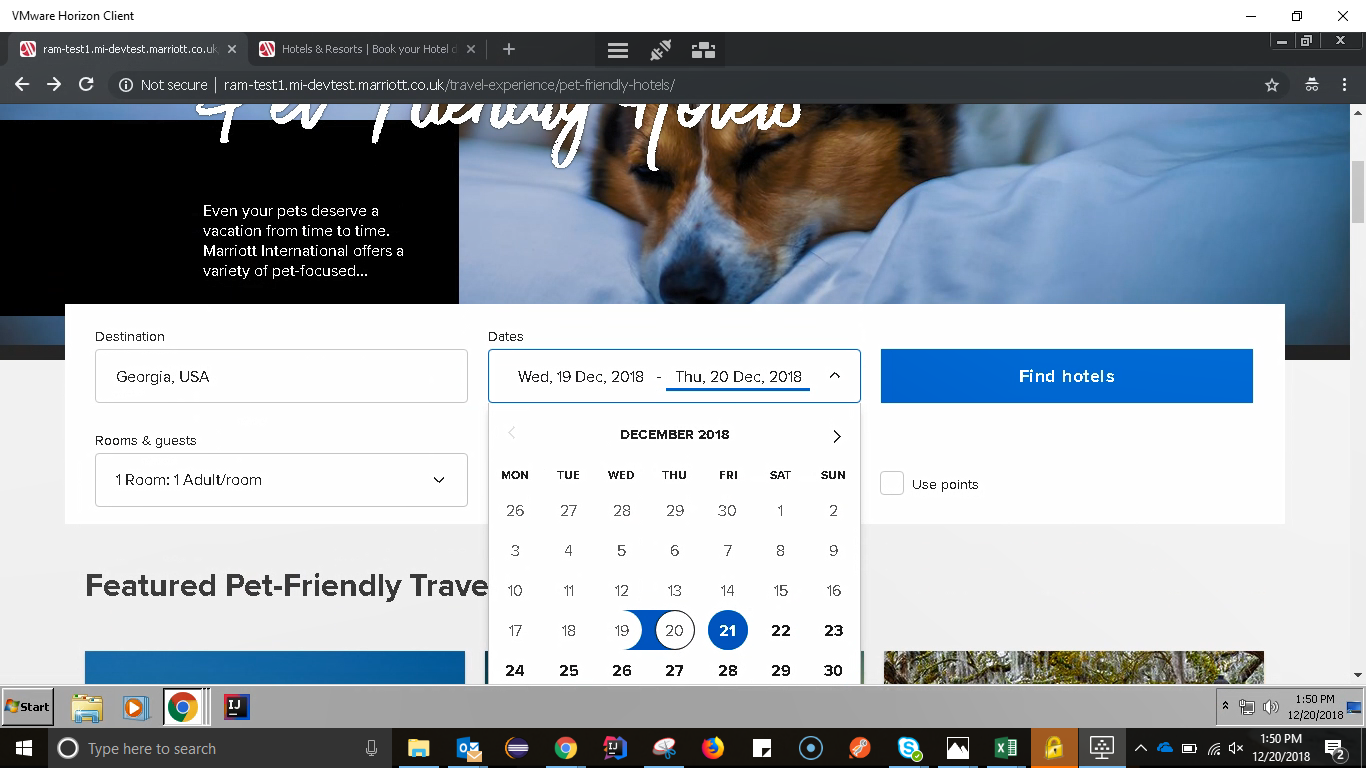 VMware Horizon Client
ram-test1.mi-devtest.marriott.co.uk
Hotels & Resorts | Book your Hotel d
Not secure | ram-test1.mi-devtest.marriott.co.uk/travel-experience/pet-friendly-hotels/
Pet Friendly Hotels
Even your pets deserve a
vacation from time to time.
Marriott International offers a
variety of pet-focused...
Destination
Dates
Georgia, USA
Wed, 19 Dec, 2018 - Thu, 20 Dec, 2018
Find hotels
Rooms & guests
1 Room: 1 Adult/room
DECEMBER 2018
Use points
MON TUE WED THU FRI SAT SUN
26 27 28 29 30 1 2
3 4 5 6 7 8 9
10 11 12 13 14 15 16
17 18 19 20 21 22 23
24 25 26 27 28 29 30
Featured Pet-Friendly Trave
Start
IJ
1:50 PM
12/20/2018
Type here to search
IJ
1:50 PM
12/20/2018
2